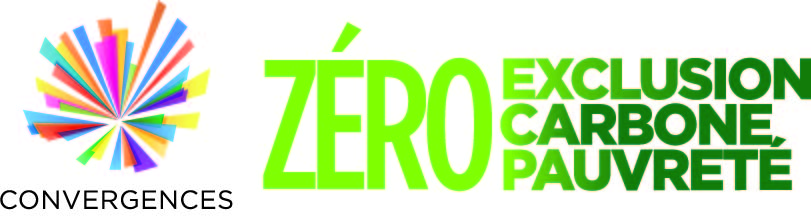 CONVERGENCES
ZÉRO
EXCLUSION
CARBONE
PAUVRETÉ